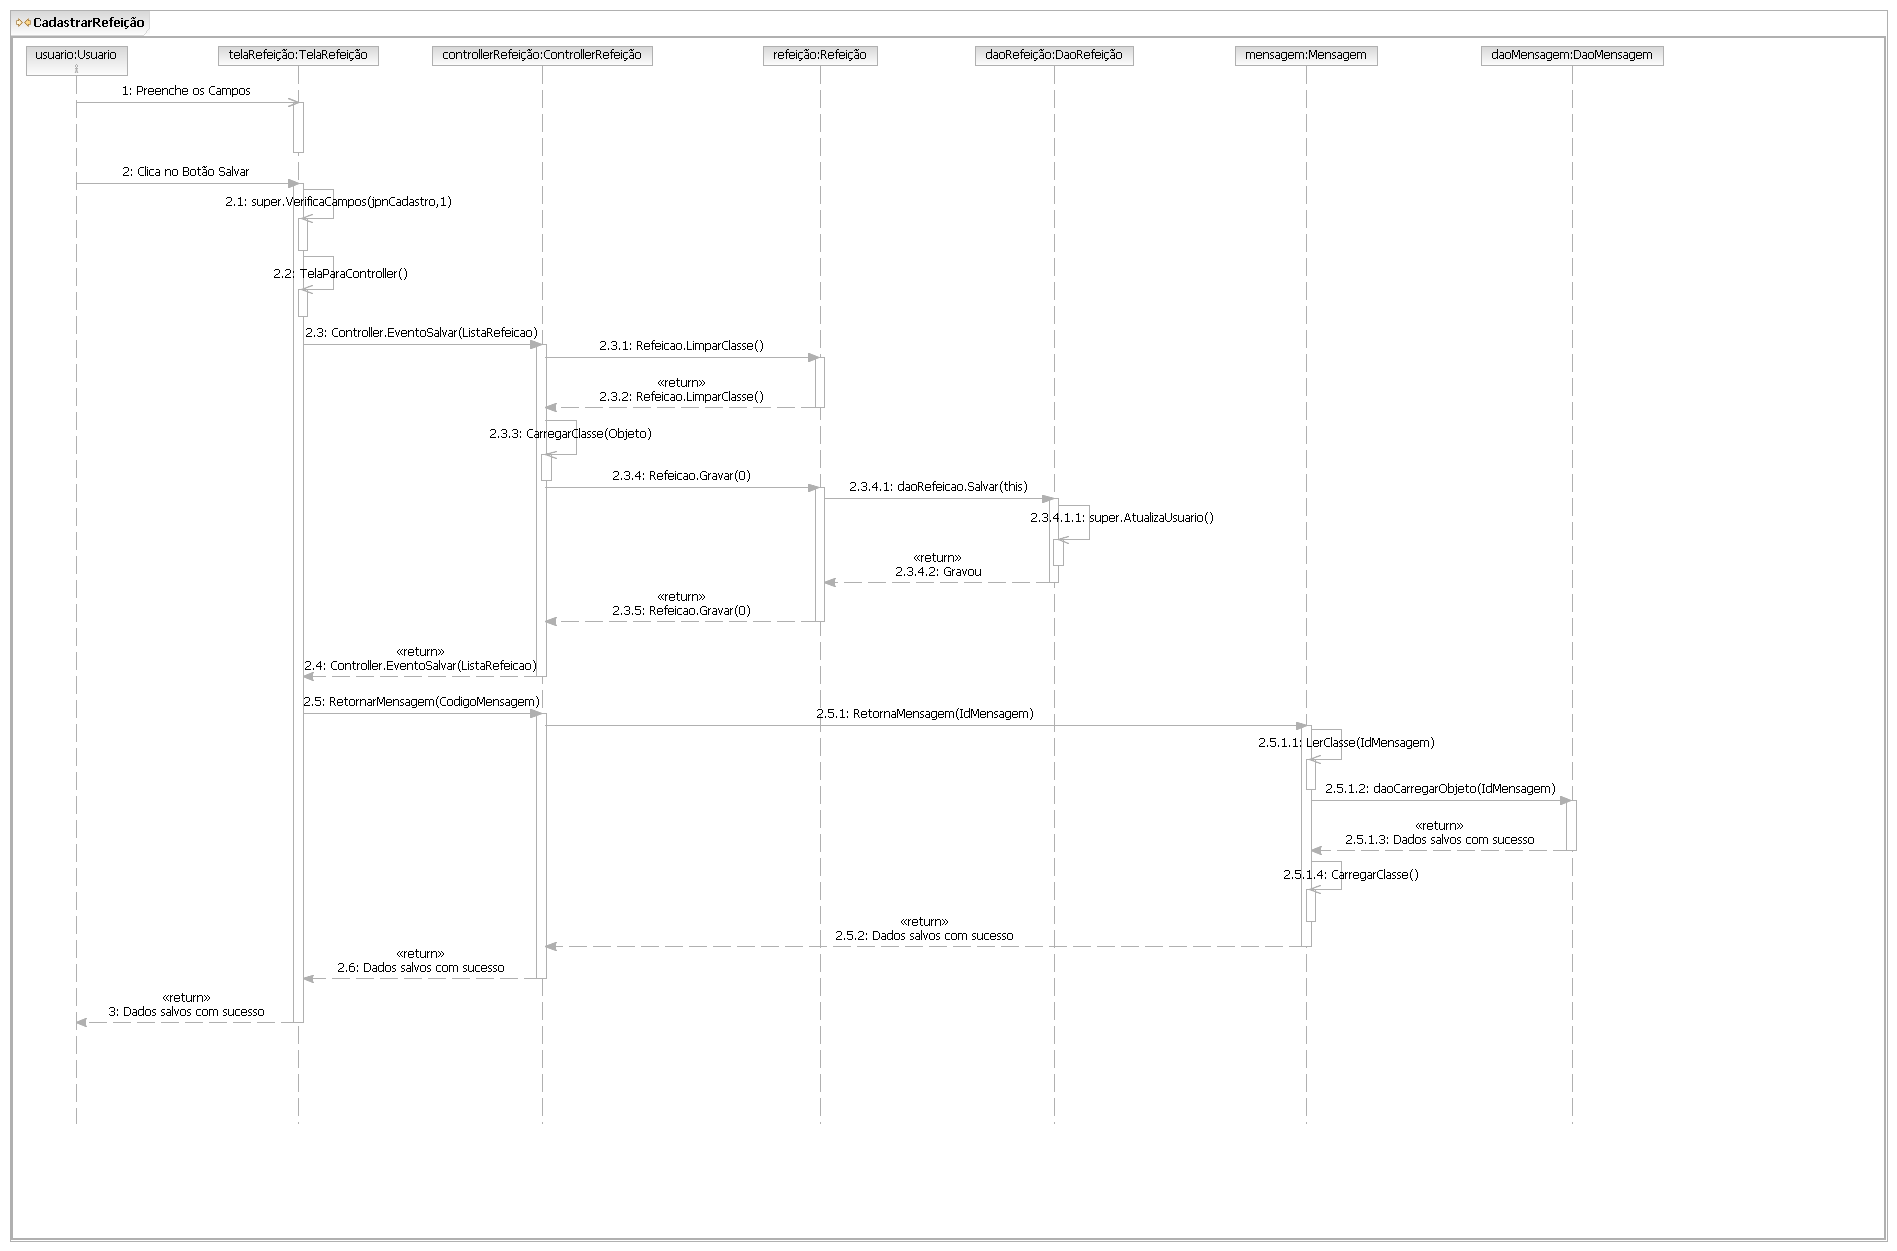 CadastrarRefeição
usuario:Usuario
telaRefeição:TelaRefeição
controllerRefeição:ControllerRefeição
refeição:Refeição
daoRefeição:DaoRefeição
mensagem:Mensagem
daoMensagem:DaoMensagem
1: Preenche os Campos
2: Clica no Botão Salvar
2.1: super.VerificaCampos(jpnCadastro,1)
2.2: TelaParaController()
2.3: Controller.EventoSalvar(ListaRefeicao)
2.3.1: Refeicao.LimparClasse()
«return»
2.3.2: Refeicao.LimparClasse()
2.3.3: CarregarClasse(Objeto)
2.3.4: Refeicao.Gravar(0)
2.3.4.1: daoRefeicao.Salvar(this)
2.3.4.1.1: super.AtualizaUsuario()
«return»
2.3.4.2: Gravou
«return»
2.3.5: Refeicao.Gravar(0)
«return»
2.4: Controller.EventoSalvar(ListaRefeicao)
2.5: RetornarMensagem(CodigoMensagem)
2.5.1: RetornaMensagem(IdMensagem)
2.5.1.1: LerClasse(IdMensagem)
2.5.1.2: daoCarregarObjeto(IdMensagem)
«return»
2.5.1.3: Dados salvos com sucesso
2.5.1.4: CarregarClasse()
«return»
2.5.2: Dados salvos com sucesso
«return»
2.6: Dados salvos com sucesso
«return»
3: Dados salvos com sucesso